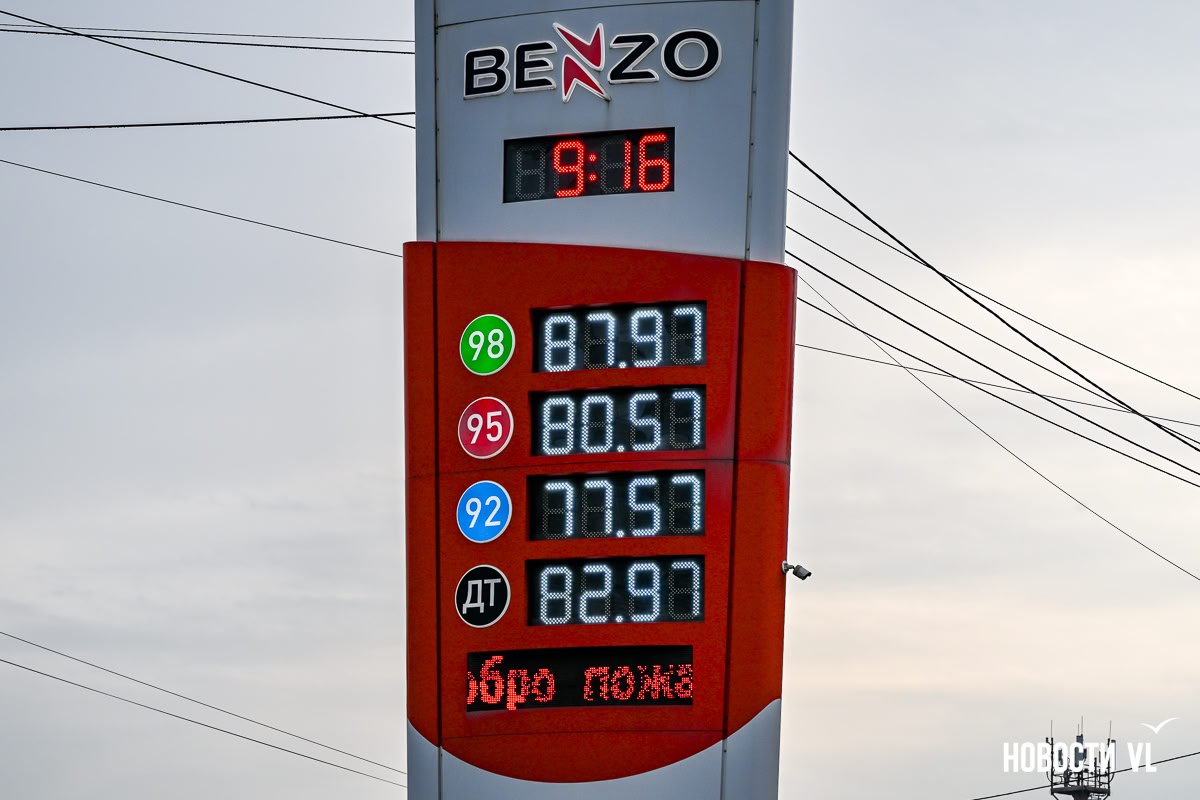 BENZO
9:16
98 87.97
95 80.57
92 77.57
ДТ 82.97
обро пожа
НОВОСТИ VL